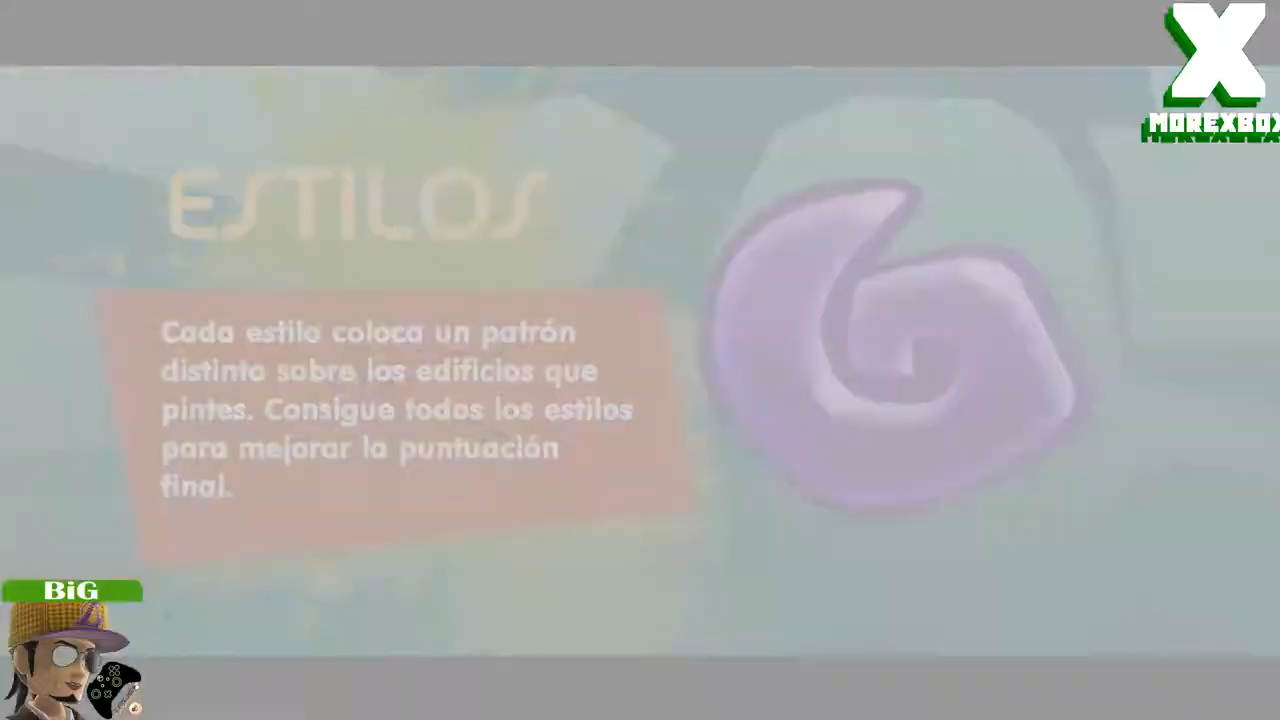 MOREXBOX
ESTILOS
Cada estilo coloca un patrón
distinto sobre los edificios que
pintes. Consigue todos los estilos
para mejorar la puntuación
final.
BiG